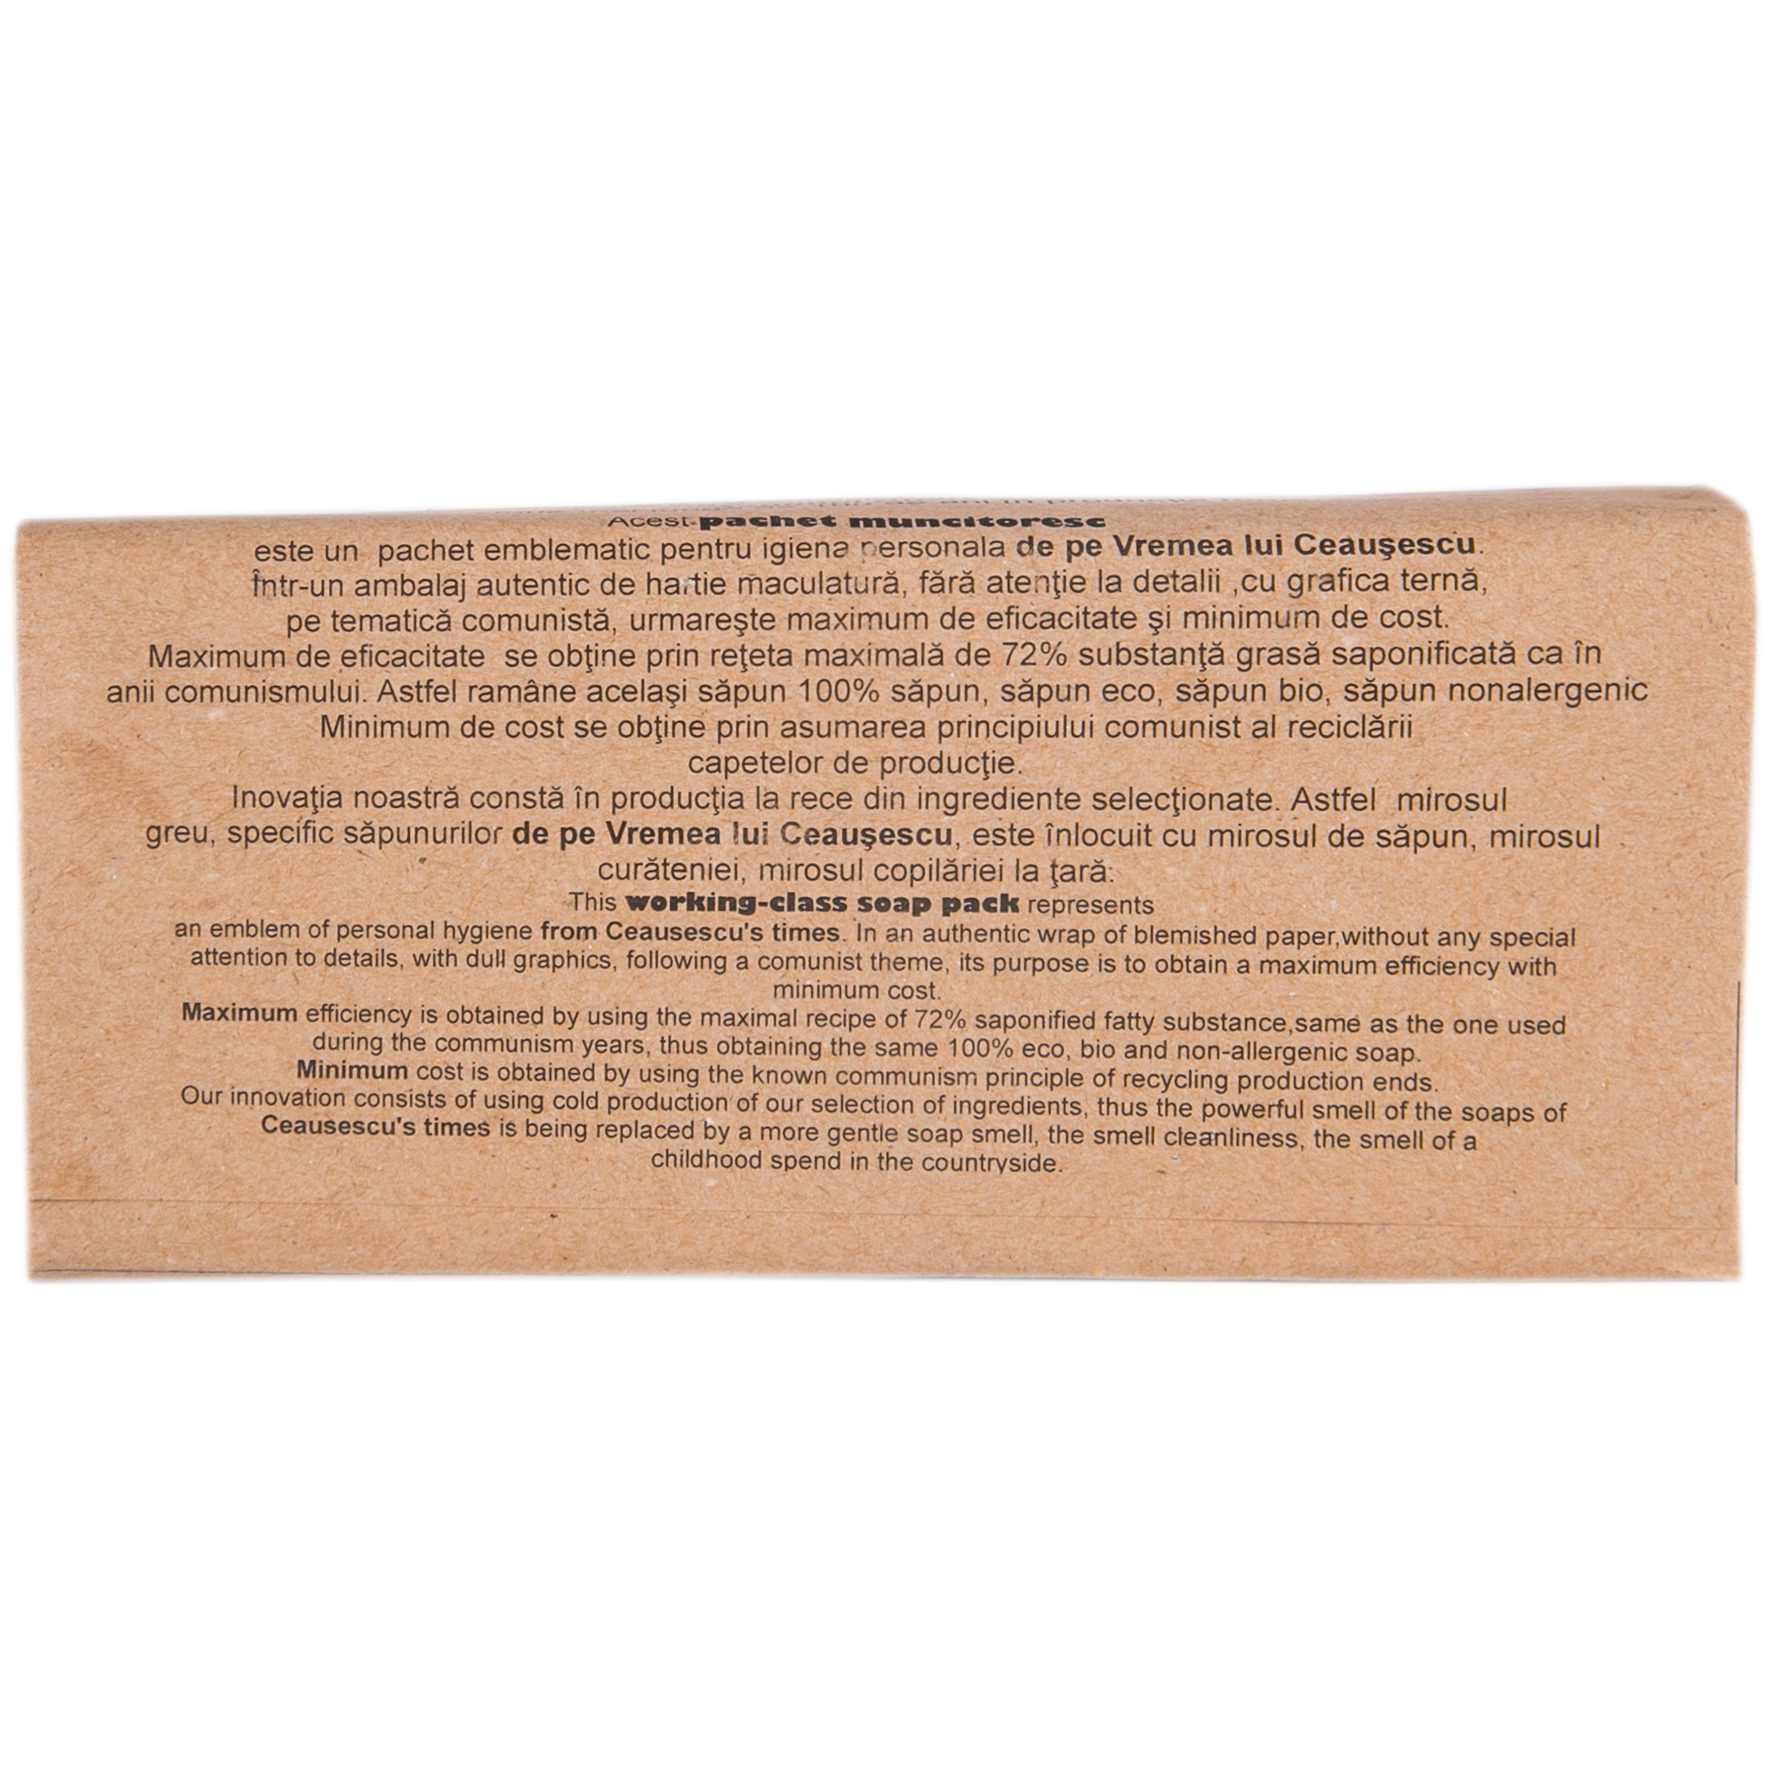 Acest pachet muncitoresc
este un pachet emblematic pentru igiena personala de pe Vremea lui Ceauşescu.
Într-un ambalaj autentic de hartie maculatură, fără atenţie la detalii ,cu grafica ternă,
pe tematică comunistă, urmareşte maximum de eficacitate şi minimum de cost.
Maximum de eficacitate se obţine prin reţeta maximală de 72% substanţă grasă saponificată ca în
anii comunismului. Astfel ramâne acelaşi săpun 100% săpun, săpun eco, săpun bio, săpun nonalergenic
Minimum de cost se obţine prin asumarea principiului comunist al reciclării
capetelor de producţie.
Inovaţia noastră constă în producţia la rece din ingrediente selecţionate. Astfel mirosul
greu, specific săpunurilor de pe Vremea lui Ceauşescu, este înlocuit cu mirosul de săpun, mirosul
curăteniei, mirosul copilăriei la ţară:
This working-class soap pack represents
an emblem of personal hygiene from Ceausescu's times. In an authentic wrap of blemished paper,without any special
attention to details, with dull graphics, following a comunist theme, its purpose is to obtain a maximum efficiency with
minimum cost.
Maximum efficiency is obtained by using the maximal recipe of 72% saponified fatty substance,same as the one used
during the communism years, thus obtaining the same 100% eco, bio and non-allergenic soap.
Minimum cost is obtained by using the known communism principle of recycling production ends.
Our innovation consists of using cold production of our selection of ingredients, thus the powerful smell of the soaps of
Ceausescu's times is being replaced by a more gentle soap smell, the smell cleanliness, the smell of a
childhood spend in the countryside.